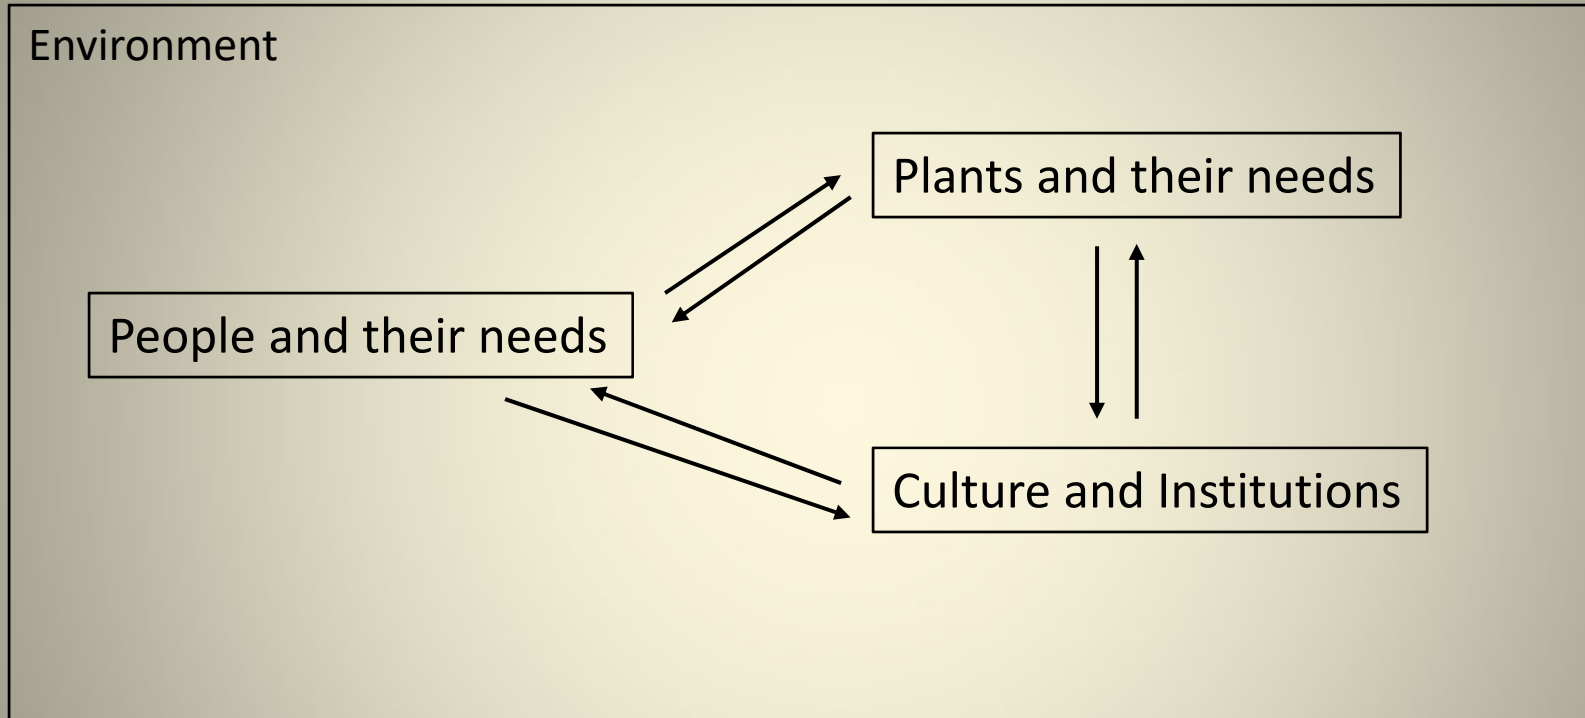 Environment
Plants and their needs
People and their needs
Culture and Institutions